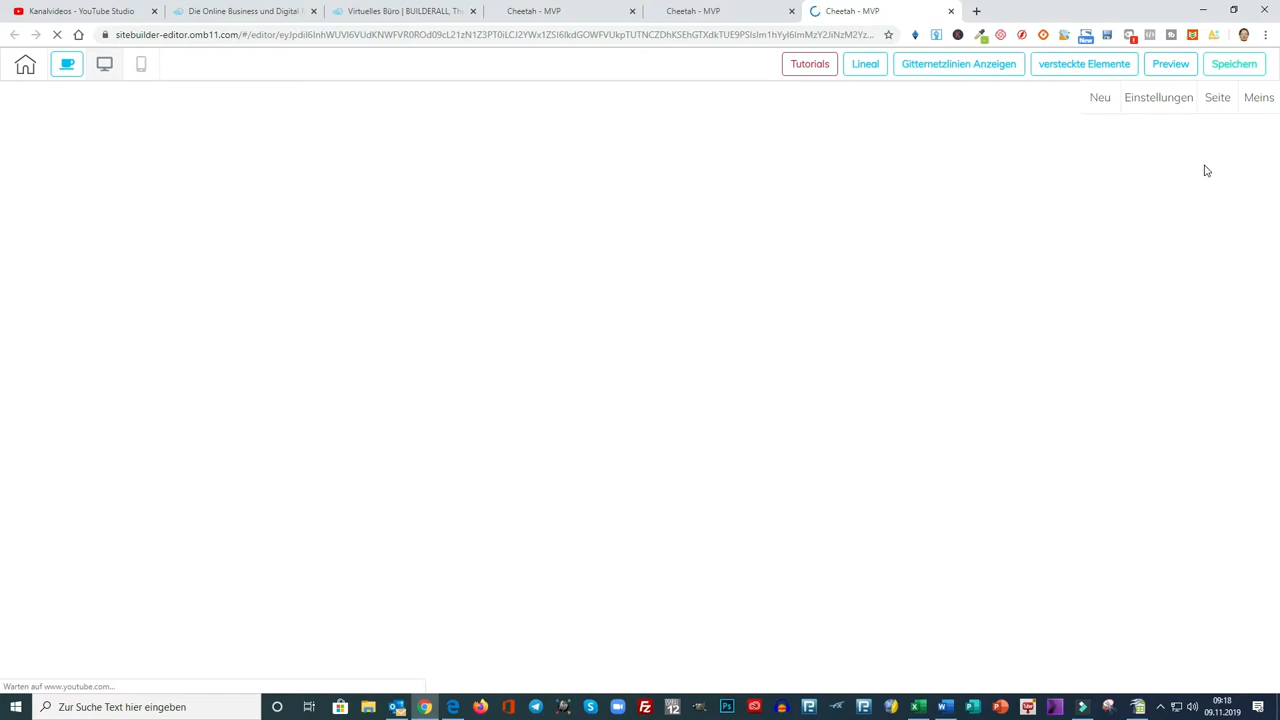 Kanalvideos - YouTube Studio
Die Online Business und Digital
Virtuelles Büro | BUILDERALL, Th
Cheetah - MVP
Cheetah - MVP
Cheetah - MVP
Tutorials
Lineal
Gitternetzlinien Anzeigen
versteckte Elemente
Preview
Speichern
Neu
Einstellungen
Seite
Meins
Warten auf www.youtube.com...
Zur Suche Text hier eingeben
09:18
09.11.2019